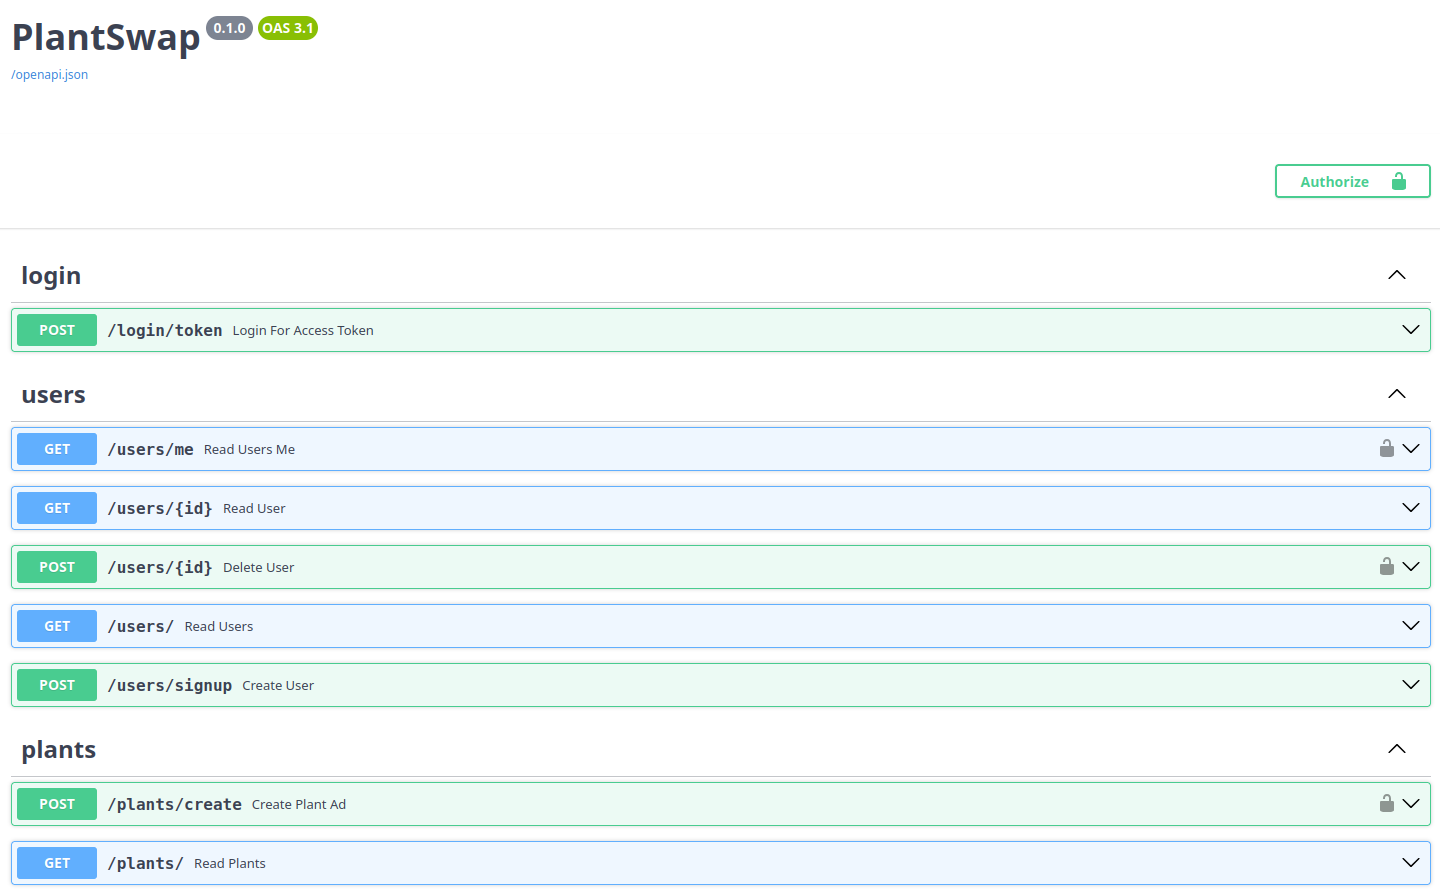 PlantSwap 0.1.0 OAS 3.1
/openapi.json
Authorize
login
POST /login/token Login For Access Token
users
GET /users/me Read Users Me
GET /users/{id} Read User
POST /users/{id} Delete User
GET /users/ Read Users
POST /users/signup Create User
plants
POST /plants/create Create Plant Ad
GET /plants/ Read Plants